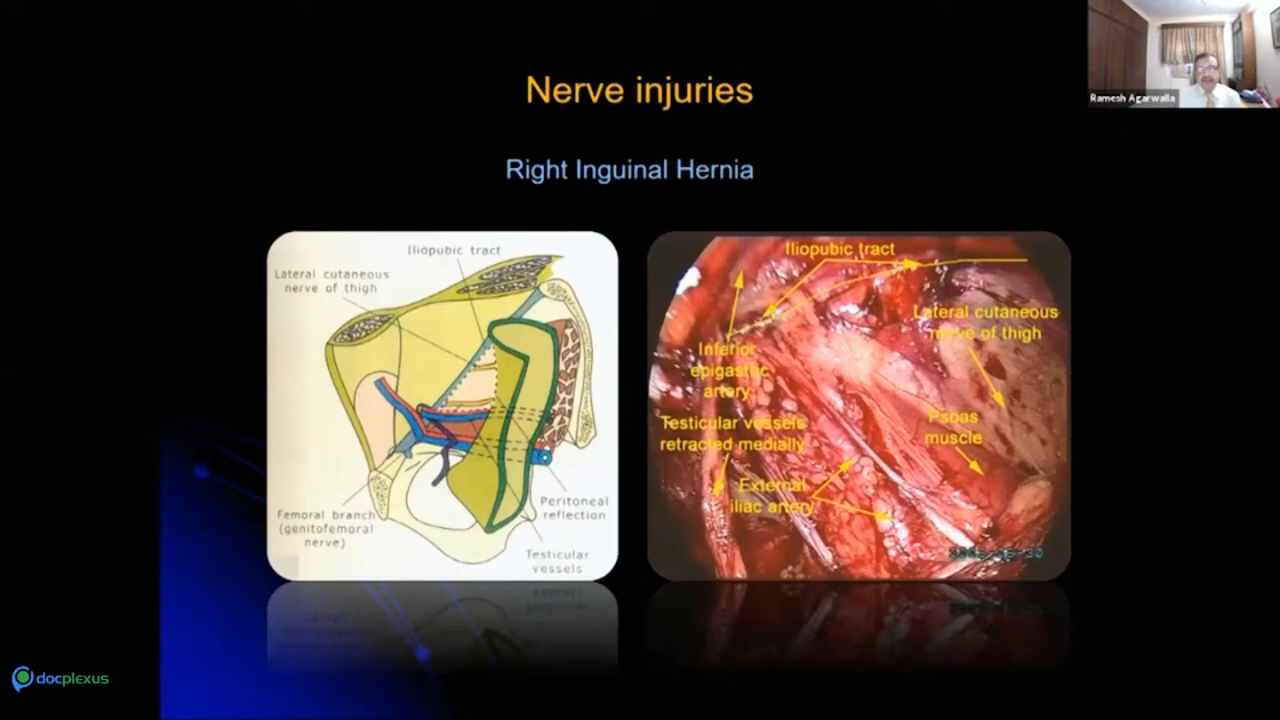 Ramesh Agarwalla
Nerve injuries
Right Inguinal Hernia
Iliopubic tract
Lateral cutaneous
nerve of thigh
Femoral branch
(genitofemoral
nerve)
Peritoneal
reflection
Testicular
vessels
Iliopubic tract
Lateral cutaneous
nerve of thigh
Inferior
epigastric
artery
Testicular vessels
retracted medially
Psoas
muscle
External
iliac artery
docplexus